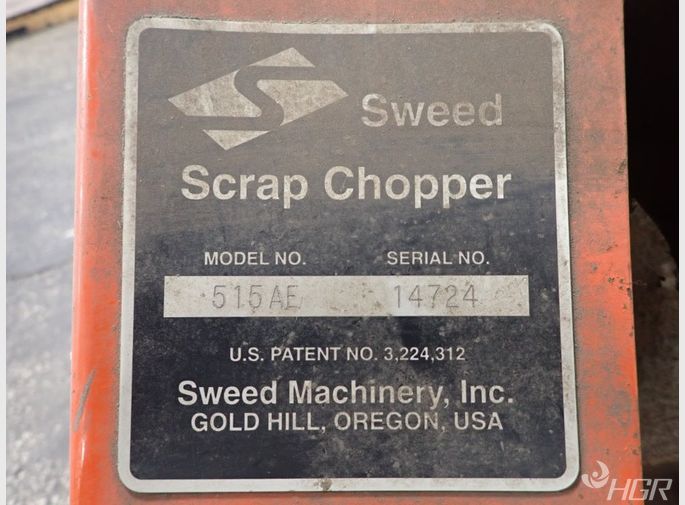 Sweed
Scrap Chopper
MODEL NO. SERIAL NO.
515AE 14724
U.S. PATENT NO. 3,224,312
Sweed Machinery, Inc.
GOLD HILL, OREGON, USA
HGR